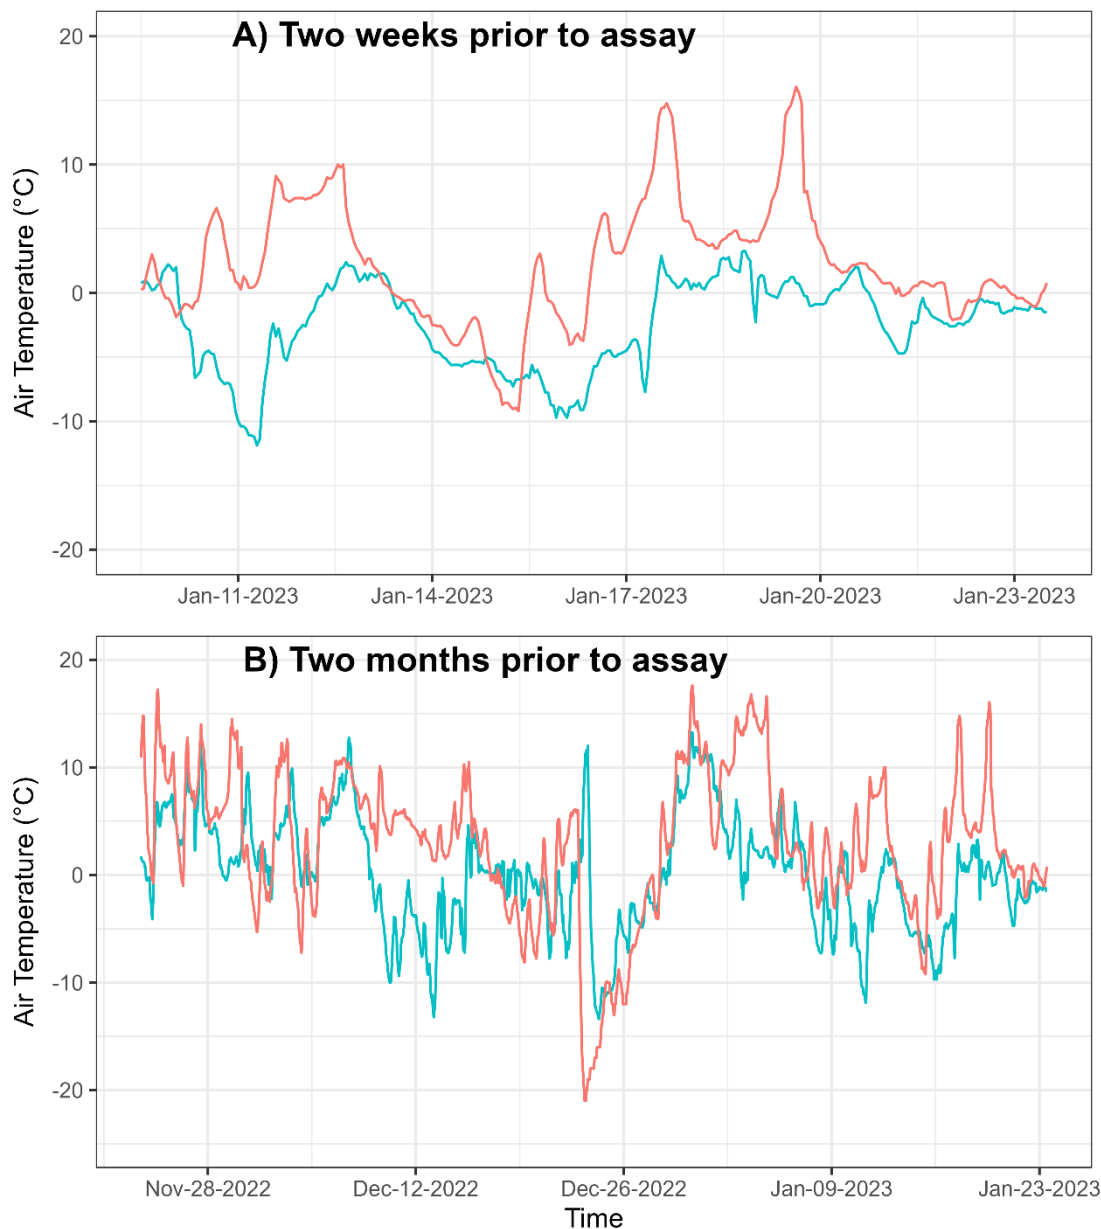 A) Two weeks prior to assay
Air Temperature (°C)
20
10
0
-10
-20
Jan-11-2023 Jan-14-2023 Jan-17-2023 Jan-20-2023 Jan-23-2023
B) Two months prior to assay
Air Temperature (°C)
20
10
0
-10
-20
Nov-28-2022 Dec-12-2022 Dec-26-2022 Jan-09-2023 Jan-23-2023
Time